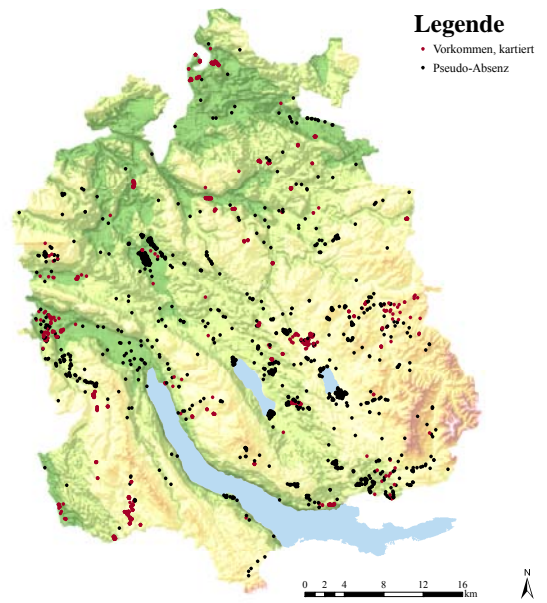 Legende
Vorkommen, kartiert
Pseudo-Absenz
N
0 2 4 8 12 16
km